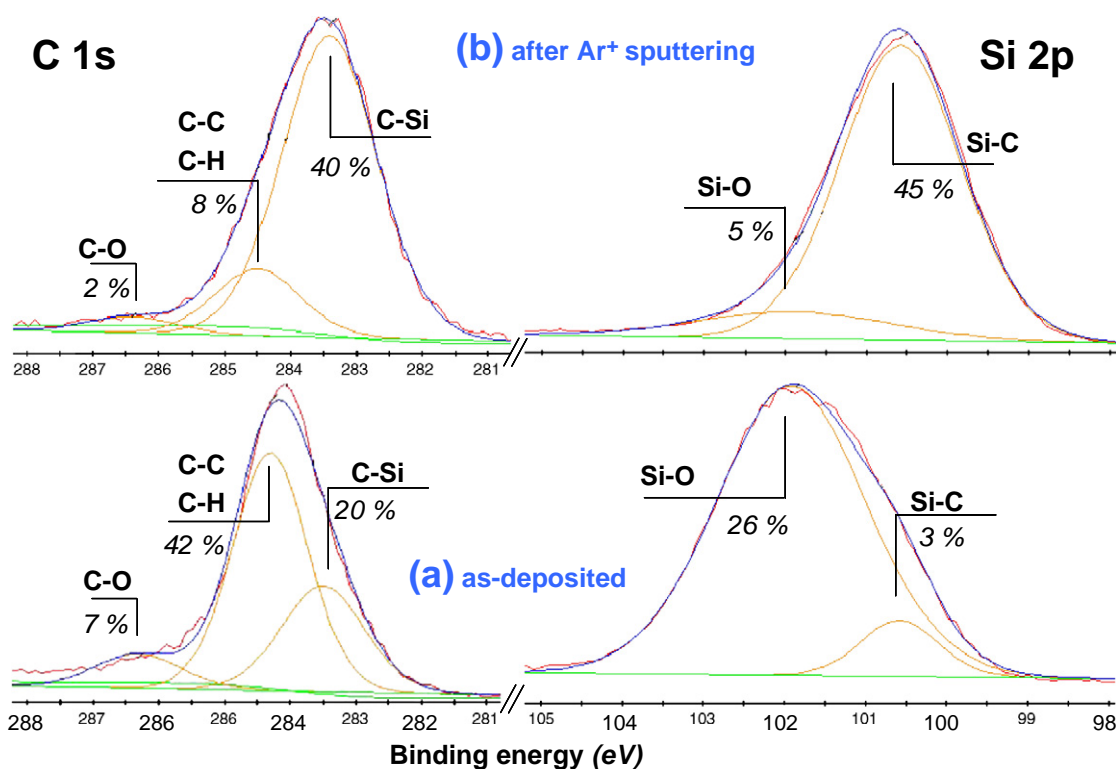 C 1s
(b) after Ar+ sputtering
Si 2p
C-C
C-H
8 %
C-Si
40 %
C-O
2 %
Si-O
5 %
Si-C
45 %
288 287 286 285 284 283 282 281
C-C
C-H
42 %
C-Si
20 %
C-O
7 %
(a) as-deposited
Si-O
26 %
Si-C
3 %
288 287 286 284 283 282 281 105 104 103 102 101 100 99 98
Binding energy (eV)